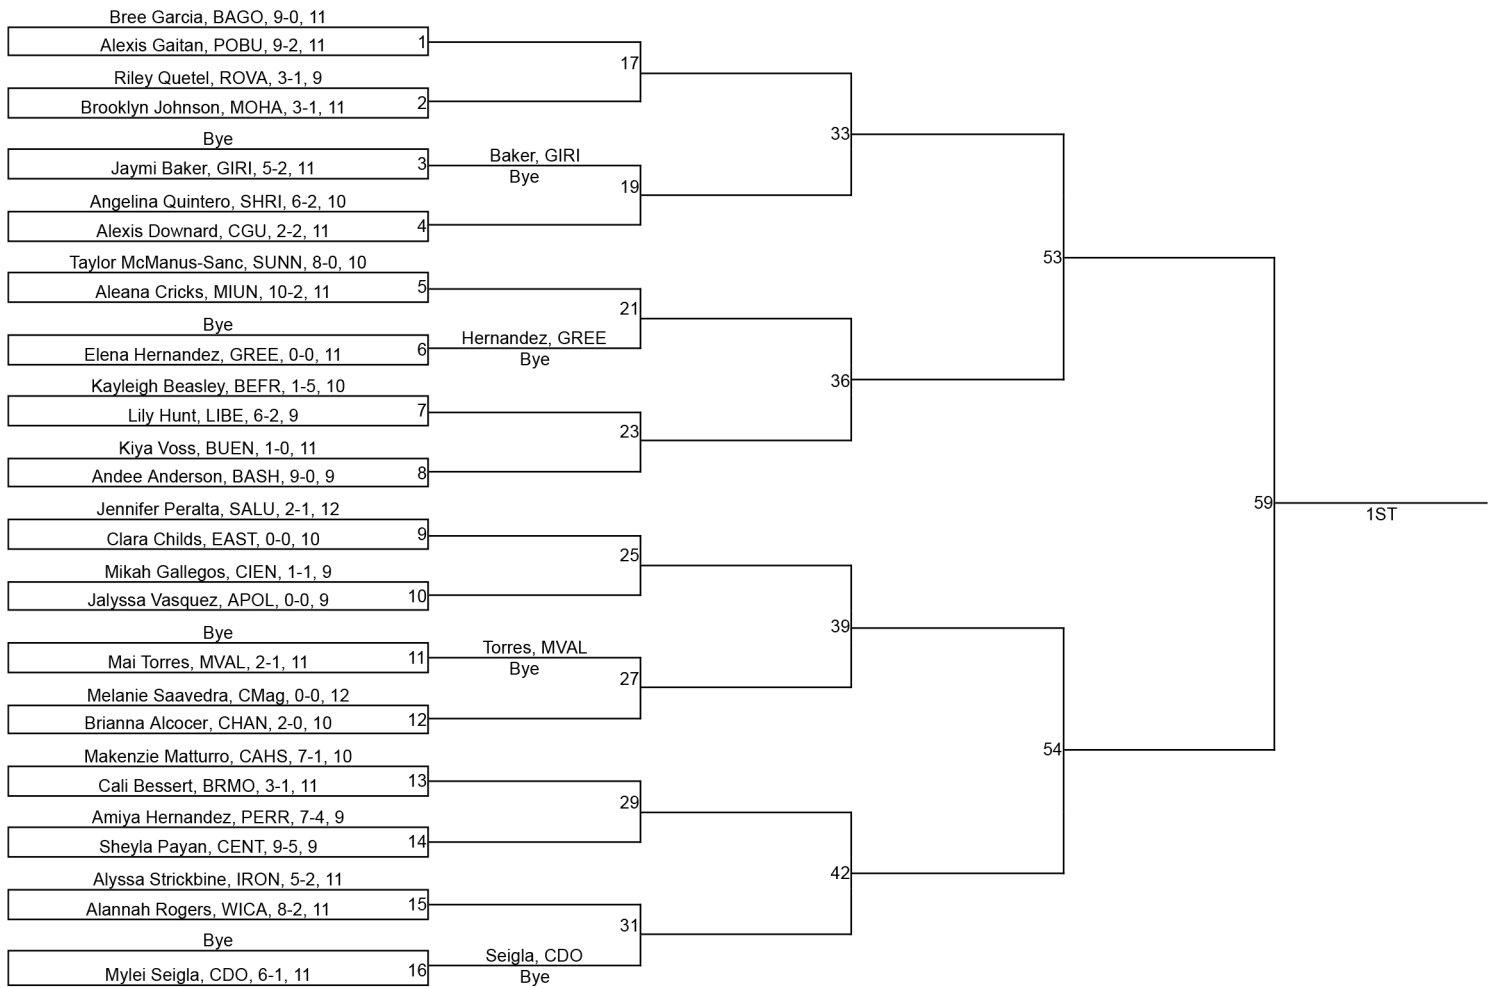 Bree Garcia, BAGO, 9-0, 11
Alexis Gaitan, POBU, 9-2, 11
1
17
Riley Quetel, ROVA, 3-1, 9
Brooklyn Johnson, MOHA, 3-1, 11
2
33
Bye
Jaymi Baker, GIRI, 5-2, 11
3
Baker, GIRI
Bye
19
Angelina Quintero, SHRI, 6-2, 10
Alexis Downard, CGU, 2-2, 11
4
53
Taylor McManus-Sanc, SUNN, 8-0, 10
Aleana Cricks, MIUN, 10-2, 11
5
21
Bye
Elena Hernandez, GREE, 0-0, 11
6
Hernandez, GREE
Bye
36
Kayleigh Beasley, BEFR, 1-5, 10
Lily Hunt, LIBE, 6-2, 9
7
23
Kiya Voss, BUEN, 1-0, 11
Andee Anderson, BASH, 9-0, 9
8
59
1ST
Jennifer Peralta, SALU, 2-1, 12
Clara Childs, EAST, 0-0, 10
9
25
Mikah Gallegos, CIEN, 1-1, 9
Jalyssa Vasquez, APOL, 0-0, 9
10
39
Bye
Mai Torres, MVAL, 2-1, 11
11
Torres, MVAL
Bye
27
Melanie Saavedra, CMag, 0-0, 12
Brianna Alcocer, CHAN, 2-0, 10
12
54
Makenzie Matturro, CAHS, 7-1, 10
Cali Bessert, BRMO, 3-1, 11
13
29
Amiya Hernandez, PERR, 7-4, 9
Sheyla Payan, CENT, 9-5, 9
14
42
Alyssa Strickbine, IRON, 5-2, 11
Alannah Rogers, WICA, 8-2, 11
15
31
Bye
Mylei Seigla, CDO, 6-1, 11
16
Seigla, CDO
Bye